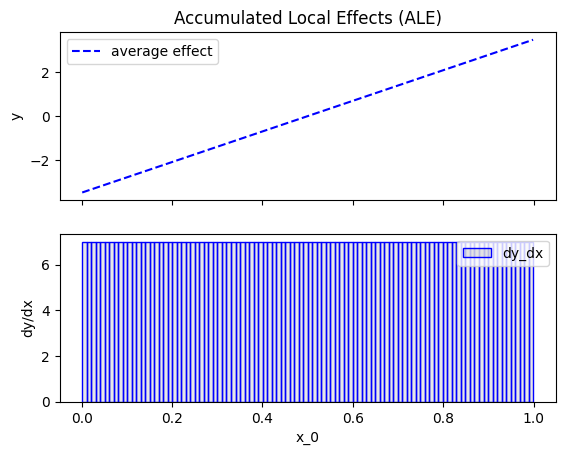 Accumulated Local Effects (ALE)
average effect
2
0
−2
y
dy_dx
6
4
2
0
dy/dx
0.0 0.2 0.4 0.6 0.8 1.0
x_0